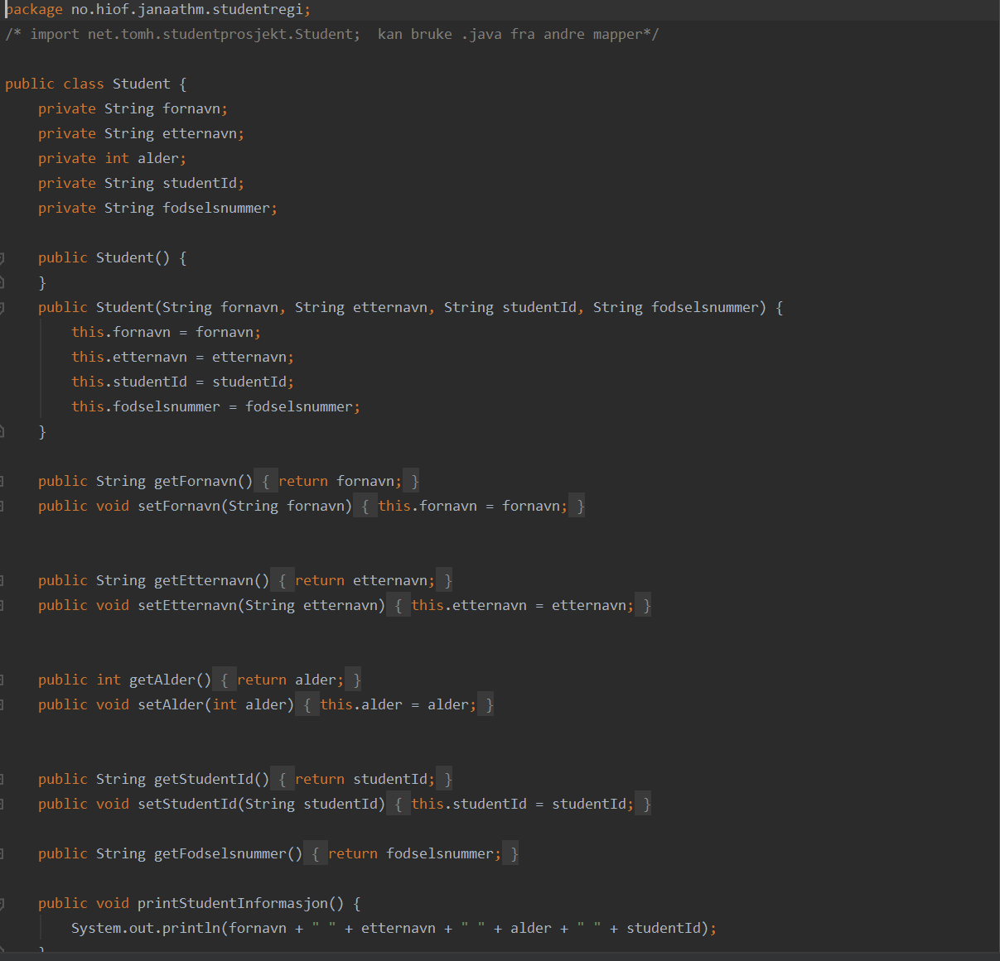 package no.hiof.janaathm.studentregi;
/* import net.tomh.studentprosjekt.Student;  kan bruke .java fra andre mapper*/
public class Student {
    private String fornavn;
    private String etternavn;
    private int alder;
    private String studentId;
    private String fodselsnummer;
    public Student() {
    }
    public Student(String fornavn, String etternavn, String studentId, String fodselsnummer) {
        this.fornavn = fornavn;
        this.etternavn = etternavn;
        this.studentId = studentId;
        this.fodselsnummer = fodselsnummer;
    }
    public String getFornavn() { return fornavn; }
    public void setFornavn(String fornavn) { this.fornavn = fornavn; }
    public String getEtternavn() { return etternavn; }
    public void setEtternavn(String etternavn) { this.etternavn = etternavn; }
    public int getAlder() { return alder; }
    public void setAlder(int alder) { this.alder = alder; }
    public String getStudentId() { return studentId; }
    public void setStudentId(String studentId) { this.studentId = studentId; }
    public String getFodselsnummer() { return fodselsnummer; }
    public void printStudentInformasjon() {
        System.out.println(fornavn + " " + etternavn + " " + alder + " " + studentId);
    }